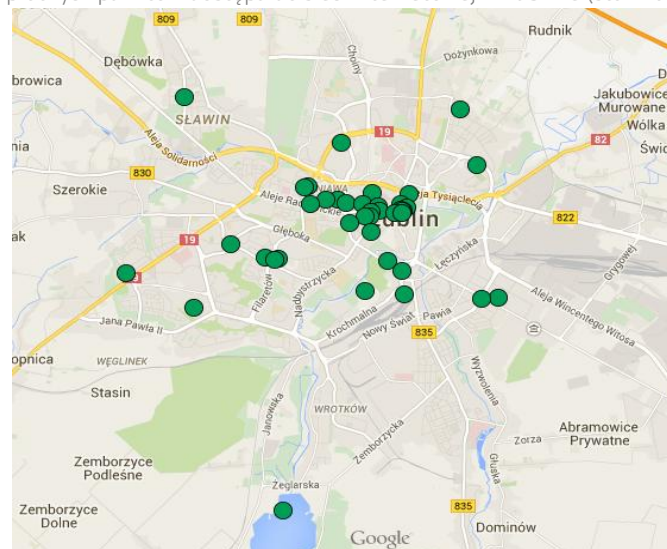 809
809
Rudnik
Dębówka
Choiny
Dożynkowa
Jakubowice
Murowane
Wólka
SŁAWIN
19
82
Aleja Solidarności
830
Szerokie
Aleje
Aleja Tysiąclecia
822
Głęboka
19
Łęczyńska
Grygowej
Filaretów
Nadbystrzycka
Aleja Wincentego Witosa
Jana Pawła II
Krochmalna
Pawia
Nowy Świat
835
WĘGLINEK
Stasin
Wyzwolenia
WROTKÓW
Janowska
Abramowice
Prywatne
Zorza
Głuska
Zemborzycka
Zemborzyce
Podleśne
Żeglarska
Zemborzyce
Dolne
835
Google
Dominów